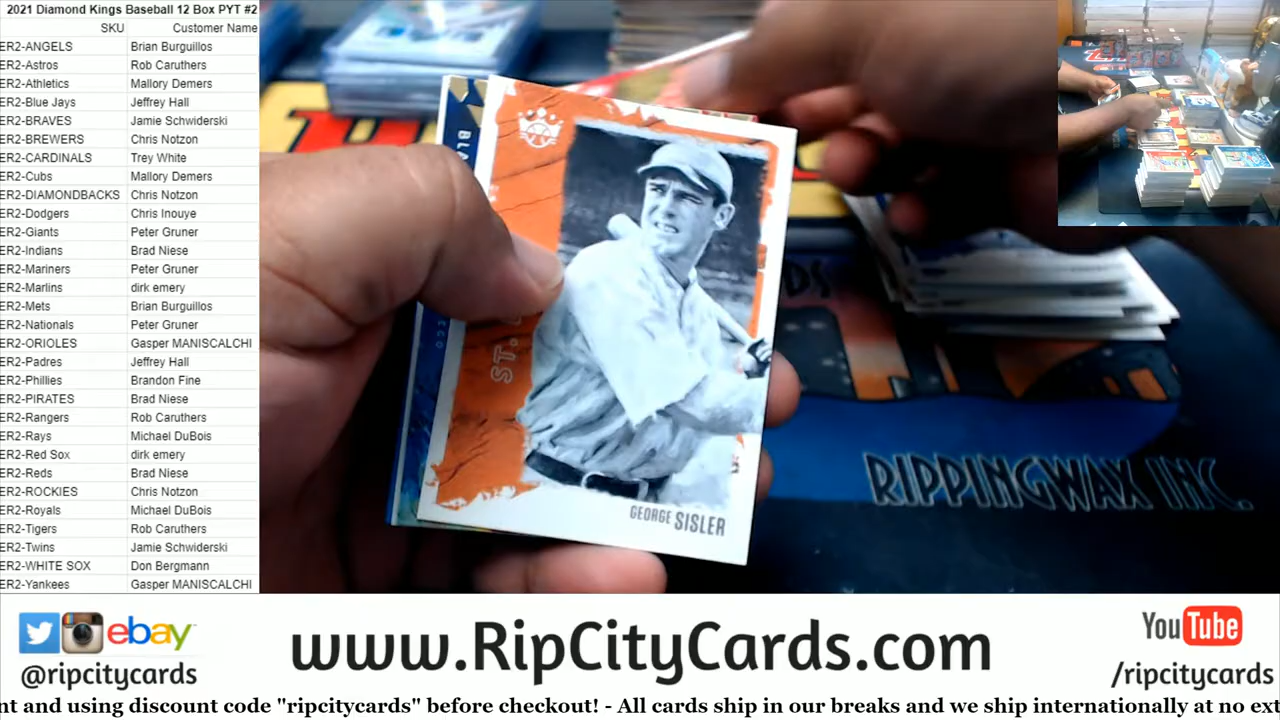 2021 Diamond Kings Baseball 12 Box PYT #2
SKU Customer Name
ER2-ANGELS Brian Burguillos
ER2-Astros Rob Caruthers
ER2-Athletics Mallory Demers
ER2-Blue Jays Jeffrey Hall
ER2-BRAVES Jamie Schwiderski
ER2-BREWERS Chris Notzon
ER2-CARDINALS Trey White
ER2-Cubs Mallory Demers
ER2-DIAMONDBACKS Chris Notzon
ER2-Dodgers Chris Inouye
ER2-Giants Peter Gruner
ER2-Indians Brad Niese
ER2-Mariners Peter Gruner
ER2-Marlins dirk emery
ER2-Mets Brian Burguillos
ER2-Nationals Peter Gruner
ER2-ORIOLES Gasper MANISCALCHI
ER2-Padres Jeffrey Hall
ER2-Phillies Brandon Fine
ER2-PIRATES Brad Niese
ER2-Rangers Rob Caruthers
ER2-Rays Michael DuBois
ER2-Red Sox dirk emery
ER2-Reds Brad Niese
ER2-ROCKIES Chris Notzon
ER2-Royals Michael DuBois
ER2-Tigers Rob Caruthers
ER2-Twins Jamie Schwiderski
ER2-WHITE SOX Don Bergmann
ER2-Yankees Gasper MANISCALCHI
BLA
ST.
GEORGE SISLER
RIPPINGWAX INC.
ebay
@ripcitycards
www.RipCityCards.com
YouTube
/ripcitycards
nt and using discount code "ripcitycards" before checkout! - All cards ship in our breaks and we ship internationally at no ext